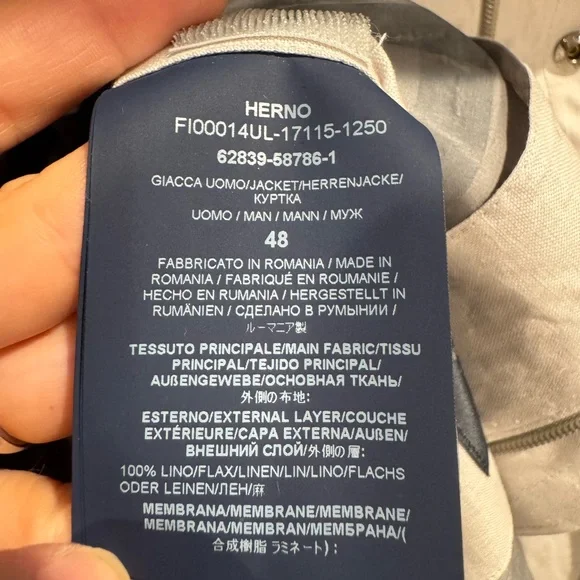 HERNO
FI00014UL-17115-1250
62839-58786-1
GIACCA UOMO/JACKET/HERRENJACKE/
КУРТКА
UOMO / MAN / MANN / МУЖ
48
FABBRICATO IN ROMANIA / MADE IN
ROMANIA / FABRIQUÉ EN ROUMANIE /
HECHO EN RUMANIA / HERGESTELLT IN
RUMÄNIEN / СДЕЛАНО В РУМЫНИИ /
ルーマニア製
TESSUTO PRINCIPALE/MAIN FABRIC/TISSU
PRINCIPAL/TEJIDO PRINCIPAL/
AUßENGEWEBE/ОСНОВНАЯ ТКАНЬ/
外側の布地:
ESTERNO/EXTERNAL LAYER/COUCHE
EXTÉRIEURE/CAPA EXTERNA/AUßEN/
ВНЕШНИЙ СЛОЙ/外側の層:
100% LINO/FLAX/LINEN/LIN/LINO/FLACHS
ODER LEINEN/ЛЕН/麻
MEMBRANA/MEMBRANE/MEMBRANE/
MEMBRANA/MEMBRAN/МЕМБРАНА/(
合成樹脂 ラミネート):